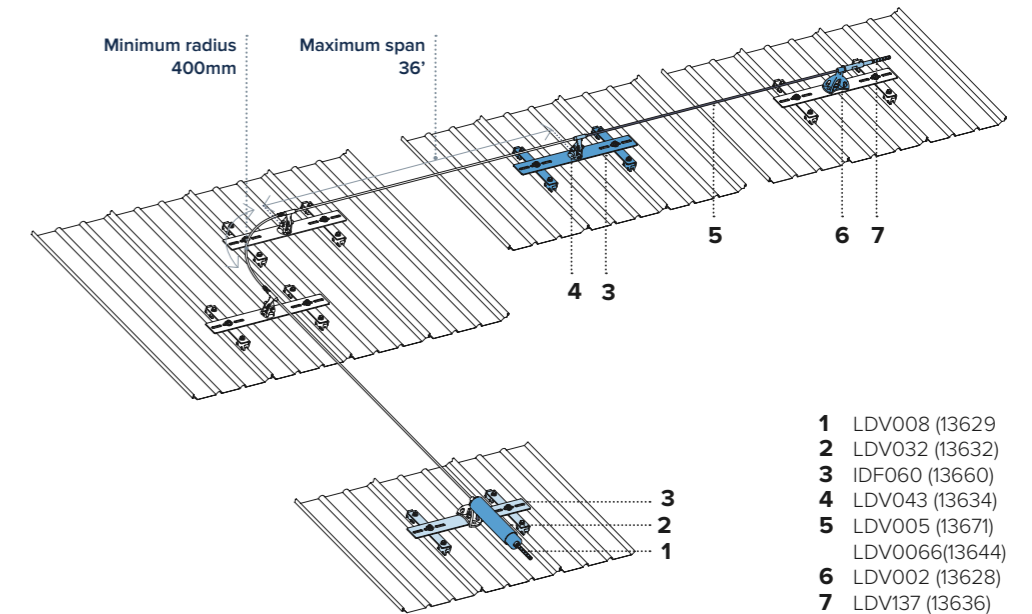 Minimum radius
400mm
Maximum span
36’
5
6
7
4
3
3
2
1
1 LDV008 (13629
2 LDV032 (13632)
3 IDF060 (13660)
4 LDV043 (13634)
5 LDV005 (13671)
LDV0066(13644)
6 LDV002 (13628)
7 LDV137 (13636)